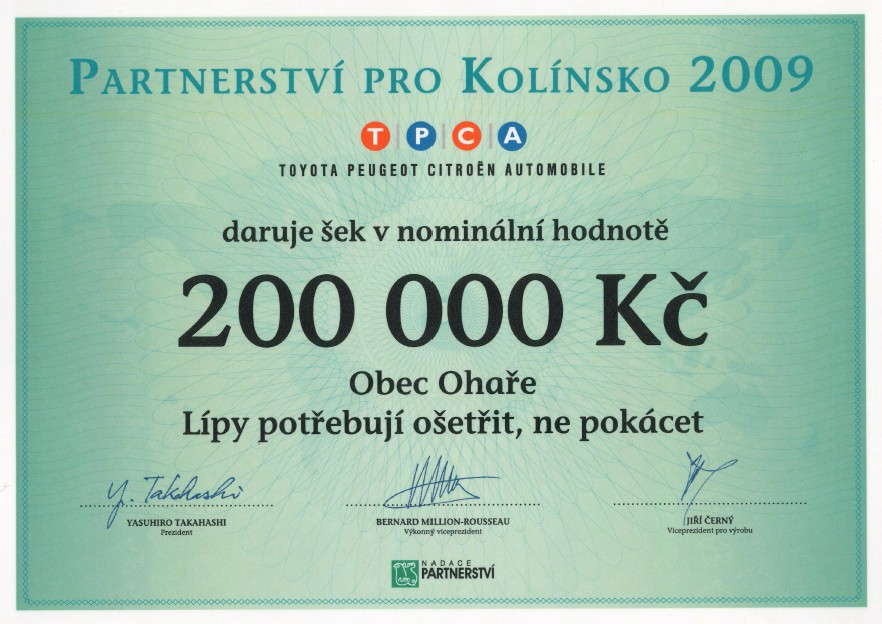 PARTNERSTVÍ PRO KOLÍNSKO 2009
T P C A
TOYOTA PEUGEOT CITROËN AUTOMOBILE
daruje šek v nominální hodnotě
200 000 Kč
Obec Ohaře
Lípy potřebují ošetřit, ne pokácet
Y. Takahashi
YASUHIRO TAKAHASHI
Prezident
BERNARD MILLION-ROUSSEAU
Výkonný viceprezident
JIŘÍ ČERNÝ
Viceprezident pro výrobu
NADACE
PARTNERSTVÍ